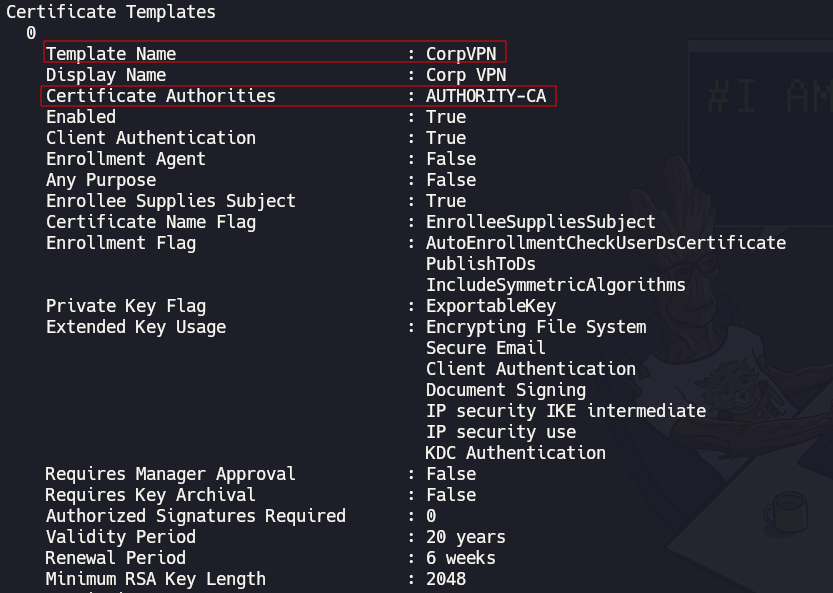 Certificate Templates
0
Template Name : CorpVPN
Display Name : Corp VPN
Certificate Authorities : AUTHORITY-CA
Enabled : True
Client Authentication : True
Enrollment Agent : False
Any Purpose : False
Enrollee Supplies Subject : True
Certificate Name Flag : EnrolleeSuppliesSubject
Enrollment Flag : AutoEnrollmentCheckUserDsCertificate
PublishToDs
IncludeSymmetricAlgorithms
Private Key Flag : ExportableKey
Extended Key Usage : Encrypting File System
Secure Email
Client Authentication
Document Signing
IP security IKE intermediate
IP security use
KDC Authentication
Requires Manager Approval : False
Requires Key Archival : False
Authorized Signatures Required : 0
Validity Period : 20 years
Renewal Period : 6 weeks
Minimum RSA Key Length : 2048
#I AM